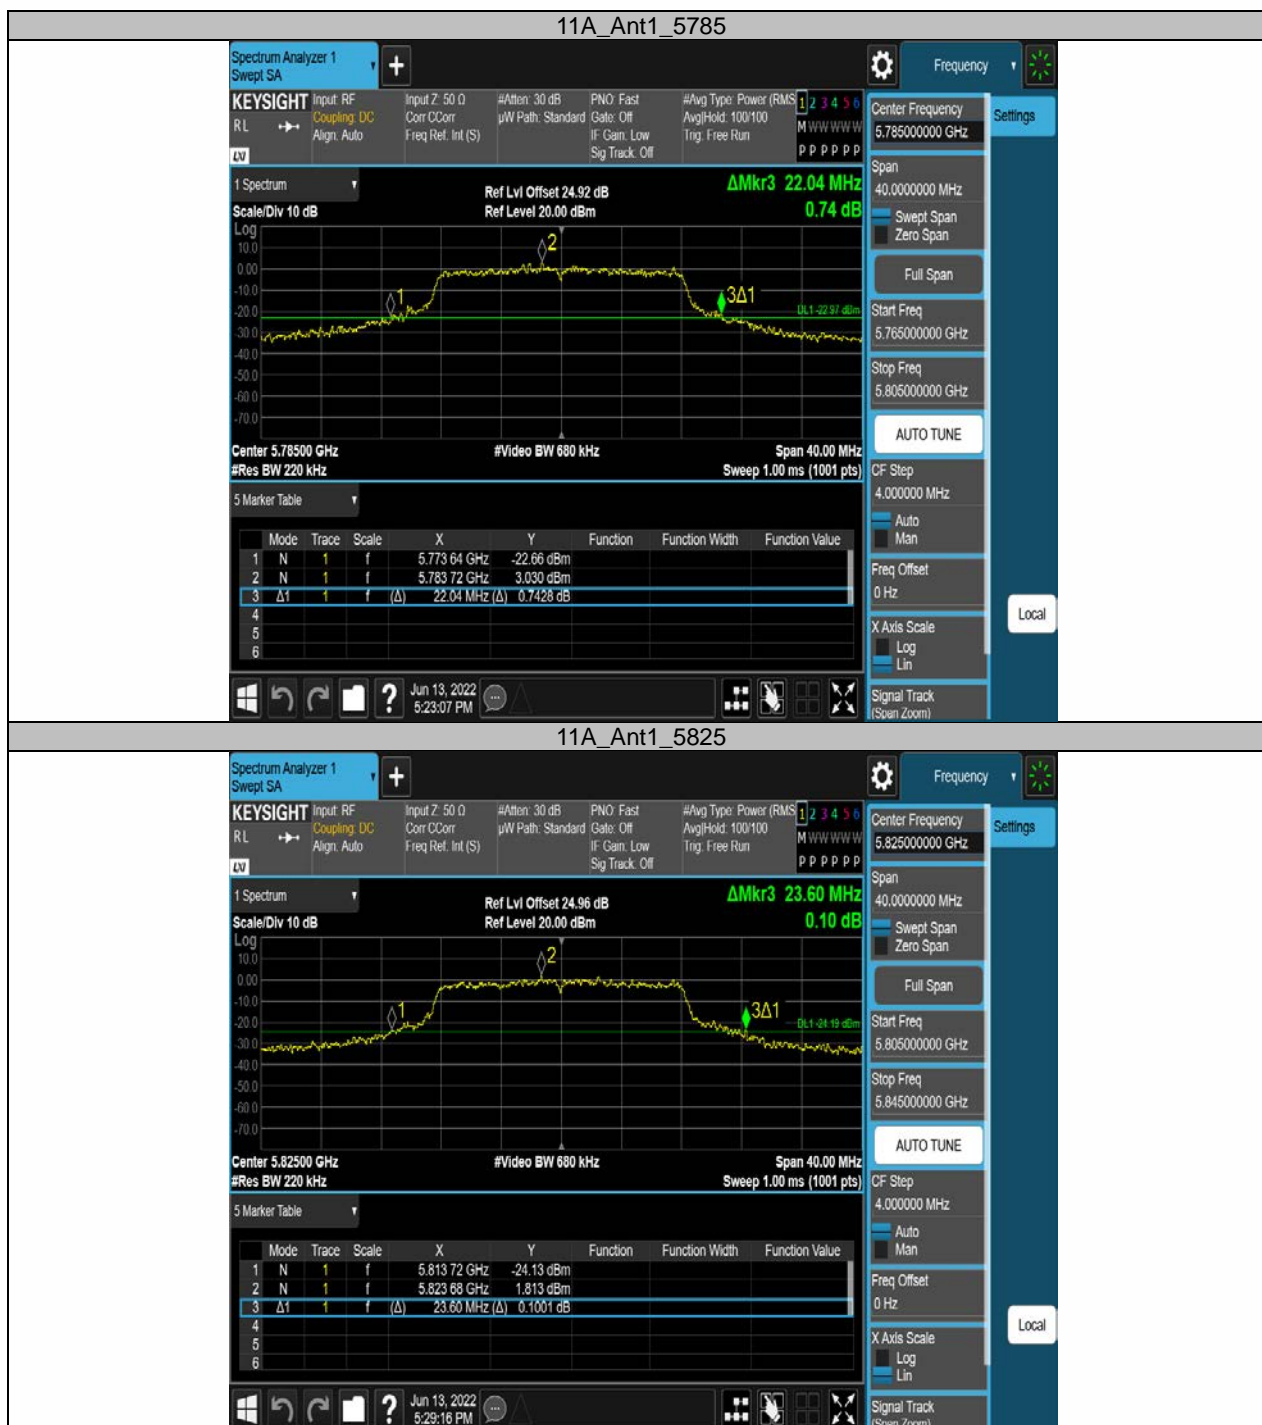 11A_Ant1_5785
Spectrum Analyzer 1
Swept SA
+
Frequency
KEYSIGHT
RL
LXI
Input: RF
Coupling: DC
Align: Auto
Input Z: 50 Ω
Corr CCorr
Freq Ref: Int (S)
#Atten: 30 dB
µW Path: Standard
PNO: Fast
Gate: Off
IF Gain: Low
Sig Track: Off
#Avg Type: Power (RMS
Avg|Hold: 100/100
Trig: Free Run
1 2 3 4 5 6
M W W W W W
P P P P P P
Center Frequency
5.785000000 GHz
Settings
Span
40.0000000 MHz
Swept Span
Zero Span
Full Span
Start Freq
5.765000000 GHz
Stop Freq
5.805000000 GHz
AUTO TUNE
CF Step
4.000000 MHz
Auto
Man
Freq Offset
0 Hz
X Axis Scale
Log
Lin
Signal Track
(Span Zoom)
Local
1 Spectrum
Scale/Div 10 dB
Ref Lvl Offset 24.92 dB
Ref Level 20.00 dBm
ΔMkr3 22.04 MHz
0.74 dB
Log
10.0
0.00
-10.0
-20.0
-30.0
-40.0
-50.0
-60.0
-70.0
1
2
3Δ1
DL1 -22.97 dBm
Center 5.78500 GHz
#Video BW 680 kHz
Span 40.00 MHz
#Res BW 220 kHz
Sweep 1.00 ms (1001 pts)
5 Marker Table
Mode Trace Scale X Y Function Function Width Function Value
1 N 1 f 5.773 64 GHz -22.66 dBm
2 N 1 f 5.783 72 GHz 3.030 dBm
3 Δ1 1 f (Δ) 22.04 MHz (Δ) 0.7428 dB
4
5
6
?
Jun 13, 2022
5:23:07 PM
11A_Ant1_5825
Spectrum Analyzer 1
Swept SA
+
Frequency
KEYSIGHT
RL
LXI
Input: RF
Coupling: DC
Align: Auto
Input Z: 50 Ω
Corr CCorr
Freq Ref: Int (S)
#Atten: 30 dB
µW Path: Standard
PNO: Fast
Gate: Off
IF Gain: Low
Sig Track: Off
#Avg Type: Power (RMS
Avg|Hold: 100/100
Trig: Free Run
1 2 3 4 5 6
M W W W W W
P P P P P P
Center Frequency
5.825000000 GHz
Settings
Span
40.0000000 MHz
Swept Span
Zero Span
Full Span
Start Freq
5.805000000 GHz
Stop Freq
5.845000000 GHz
AUTO TUNE
CF Step
4.000000 MHz
Auto
Man
Freq Offset
0 Hz
X Axis Scale
Log
Lin
Signal Track
(Span Zoom)
Local
1 Spectrum
Scale/Div 10 dB
Ref Lvl Offset 24.96 dB
Ref Level 20.00 dBm
ΔMkr3 23.60 MHz
0.10 dB
Log
10.0
0.00
-10.0
-20.0
-30.0
-40.0
-50.0
-60.0
-70.0
1
2
3Δ1
DL1 -24.19 dBm
Center 5.82500 GHz
#Video BW 680 kHz
Span 40.00 MHz
#Res BW 220 kHz
Sweep 1.00 ms (1001 pts)
5 Marker Table
Mode Trace Scale X Y Function Function Width Function Value
1 N 1 f 5.813 72 GHz -24.13 dBm
2 N 1 f 5.823 68 GHz 1.813 dBm
3 Δ1 1 f (Δ) 23.60 MHz (Δ) 0.1001 dB
4
5
6
?
Jun 13, 2022
5:29:16 PM